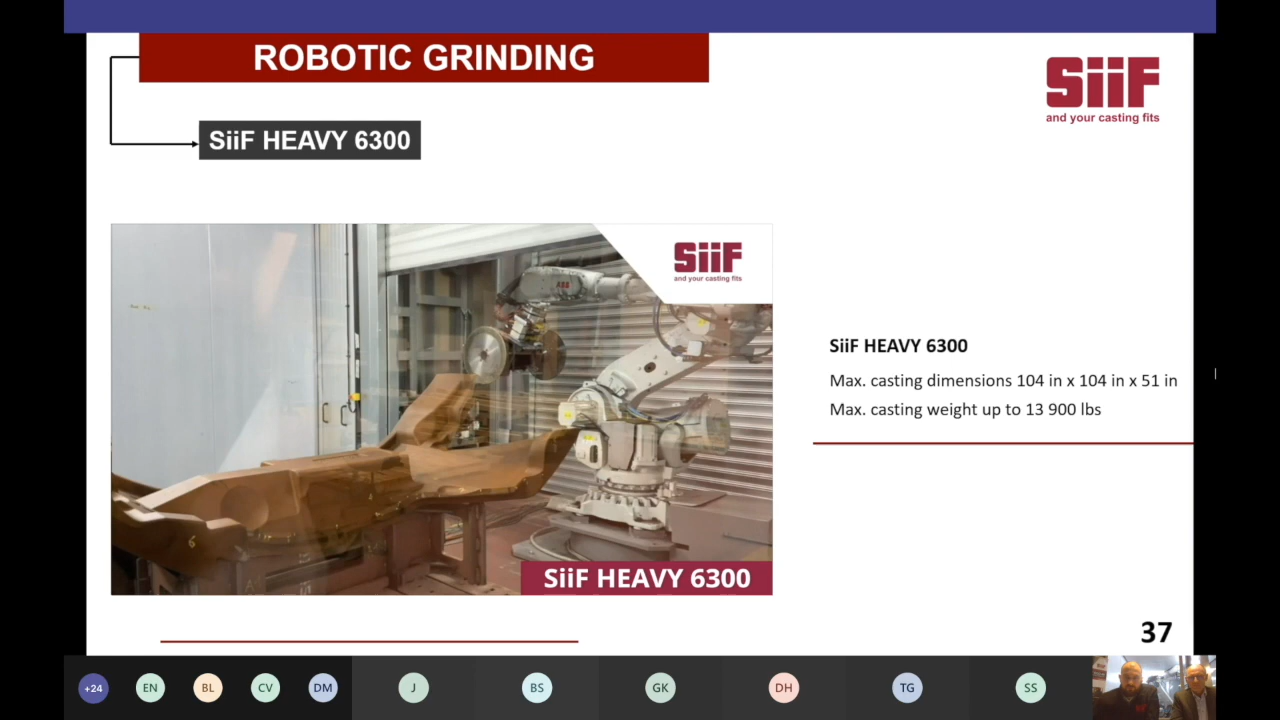 ROBOTIC GRINDING
SiiF
and your casting fits
SiiF HEAVY 6300
SiiF
and your casting fits
ABB
6
SiiF HEAVY 6300
SiiF HEAVY 6300
Max. casting dimensions 104 in x 104 in x 51 in
Max. casting weight up to 13 900 lbs
37
+24
EN
BL
CV
DM
J
BS
GK
DH
TG
SS